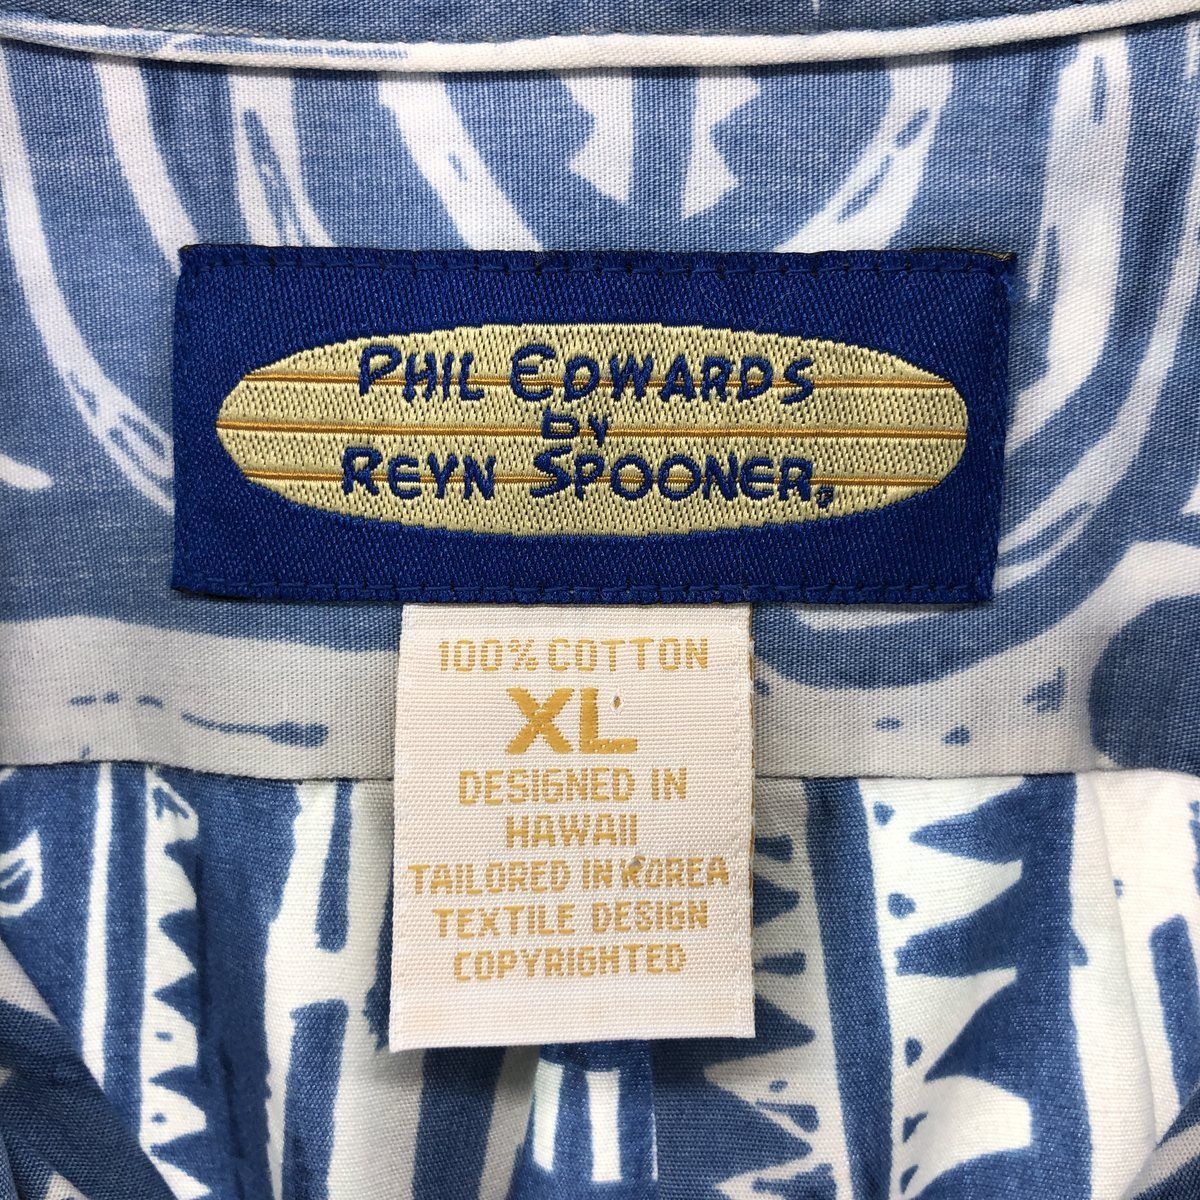 PHIL EDWARDS
by
REYN SPOONER®
100% COTTON
XL
DESIGNED IN
HAWAII
TAILORED IN KOREA
TEXTILE DESIGN
COPYRIGHTED